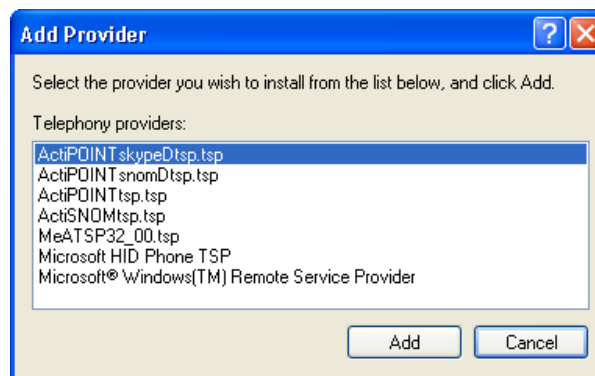 Add Provider
Select the provider you wish to install from the list below, and click Add.
Telephony providers:
ActiPOINTskypeDtsp.tsp
ActiPOINTsnomDtsp.tsp
ActiPOINTtsp.tsp
ActiSNOMtsp.tsp
MeATSP32_00.tsp
Microsoft HID Phone TSP
Microsoft® Windows(TM) Remote Service Provider
Add Cancel